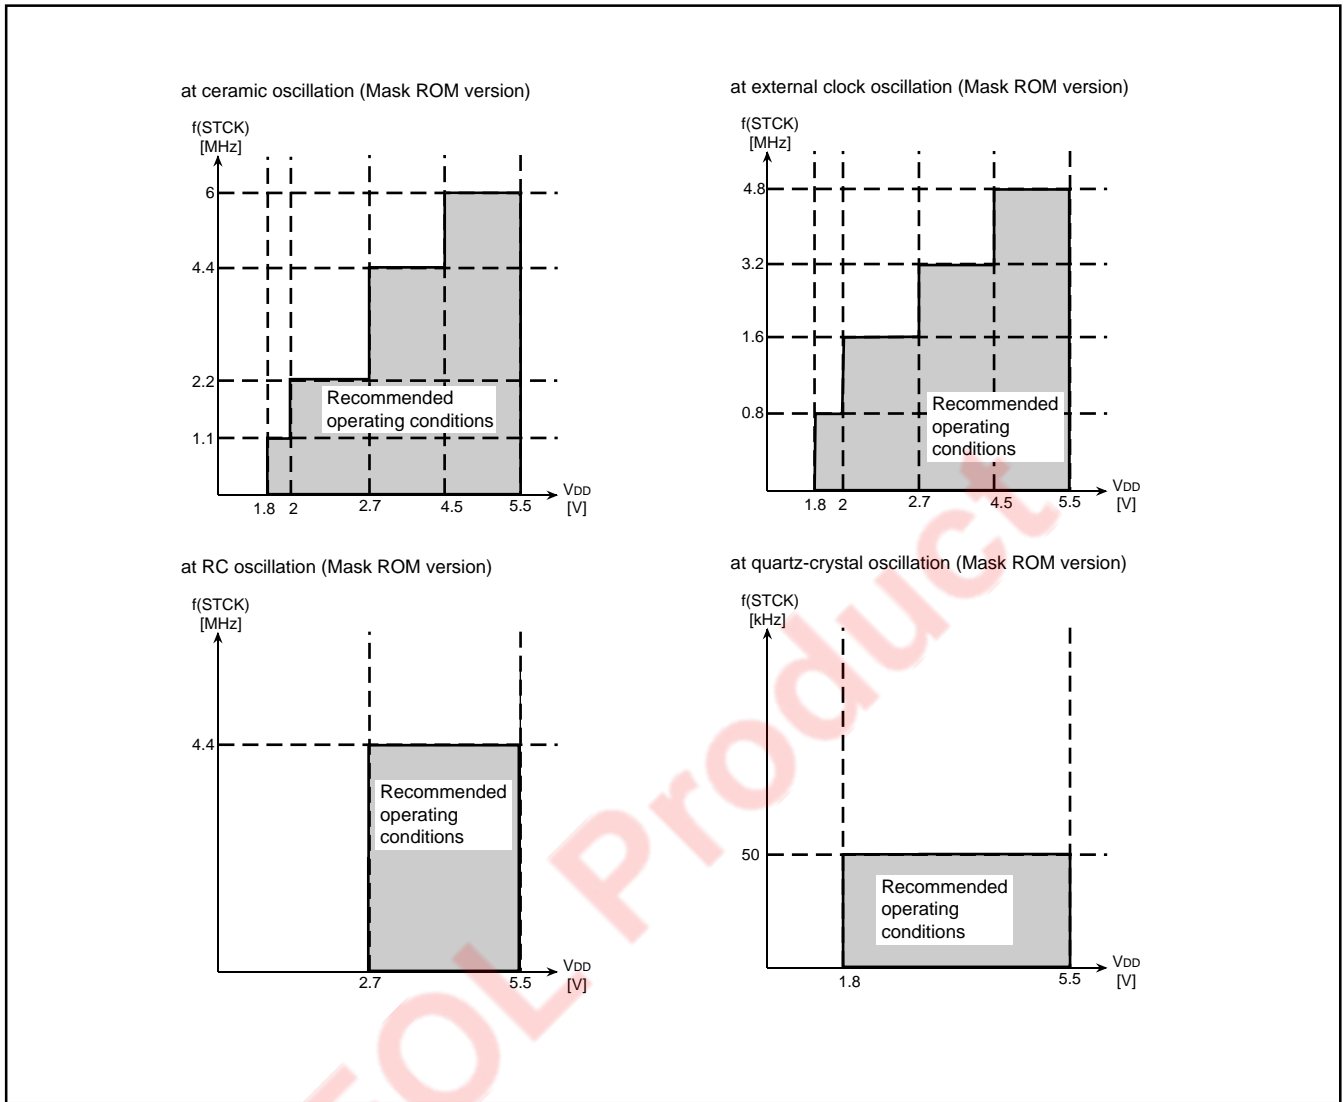 at ceramic oscillation (Mask ROM version)
f(STCK)
[MHz]
6
4.4
2.2
1.1
Recommended
operating conditions
1.8 2 2.7 4.5 5.5
VDD
[V]
at external clock oscillation (Mask ROM version)
f(STCK)
[MHz]
4.8
3.2
1.6
0.8
Recommended
operating
conditions
1.8 2 2.7 4.5 5.5
VDD
[V]
at RC oscillation (Mask ROM version)
f(STCK)
[MHz]
4.4
Recommended
operating
conditions
2.7 5.5
VDD
[V]
at quartz-crystal oscillation (Mask ROM version)
f(STCK)
[kHz]
50
Recommended
operating
conditions
1.8 5.5
VDD
[V]
EOL Product